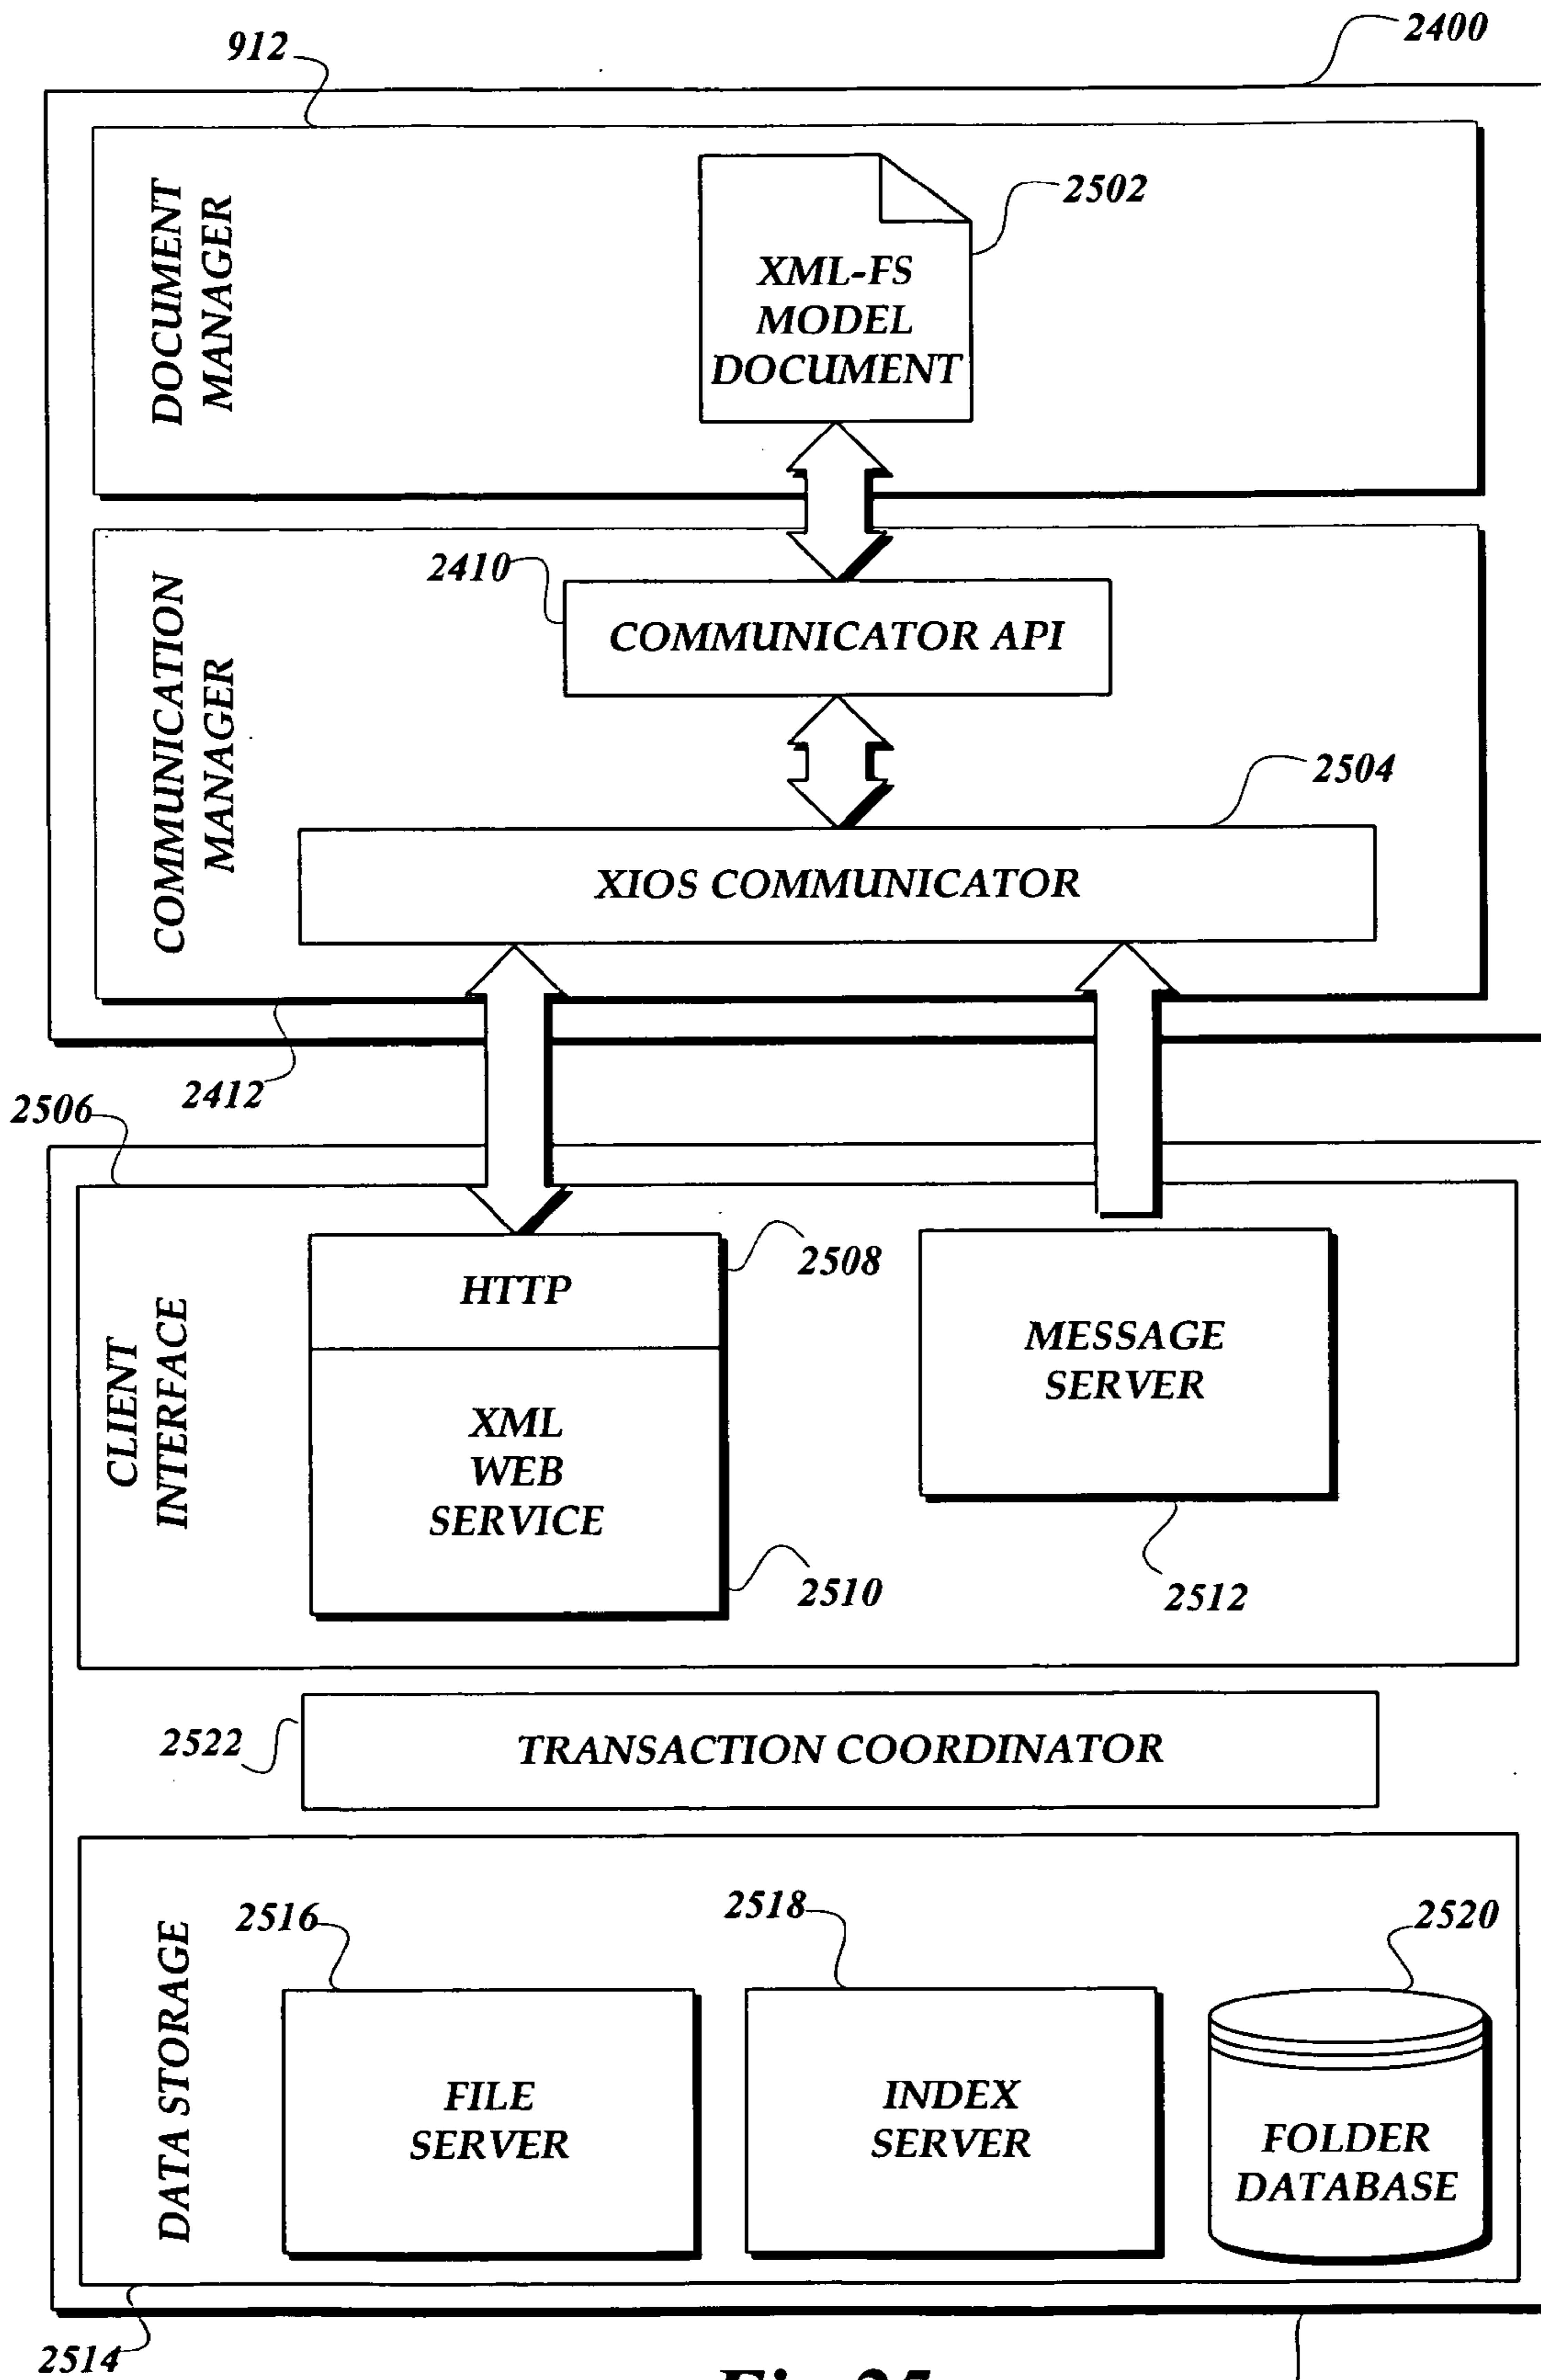 912
2400
DOCUMENT
MANAGER
XML-FS
MODEL
DOCUMENT
2502
COMMUNICATION
MANAGER
2410
COMMUNICATOR API
2504
XIOS COMMUNICATOR
2412
2506
CLIENT
INTERFACE
HTTP
2508
XML
WEB
SERVICE
2510
MESSAGE
SERVER
2512
2522
TRANSACTION COORDINATOR
DATA STORAGE
2516
FILE
SERVER
2518
INDEX
SERVER
2520
FOLDER
DATABASE
2514
Fig.25.